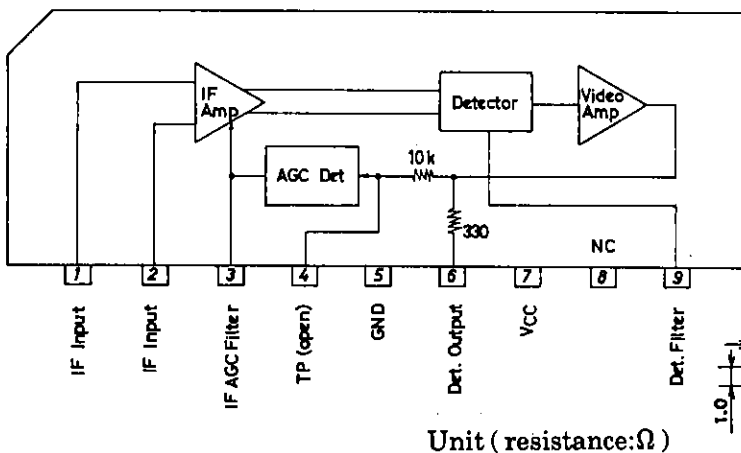 IF
Amp
Detector
Video
Amp
AGC Det
10k
330
NC
1 2 3 4 5 6 7 8 9
IF Input
IF Input
IF AGC Filter
TP (open)
GND
Det. Output
VCC
Det. Filter
1.0
Unit (resistance:Ω)